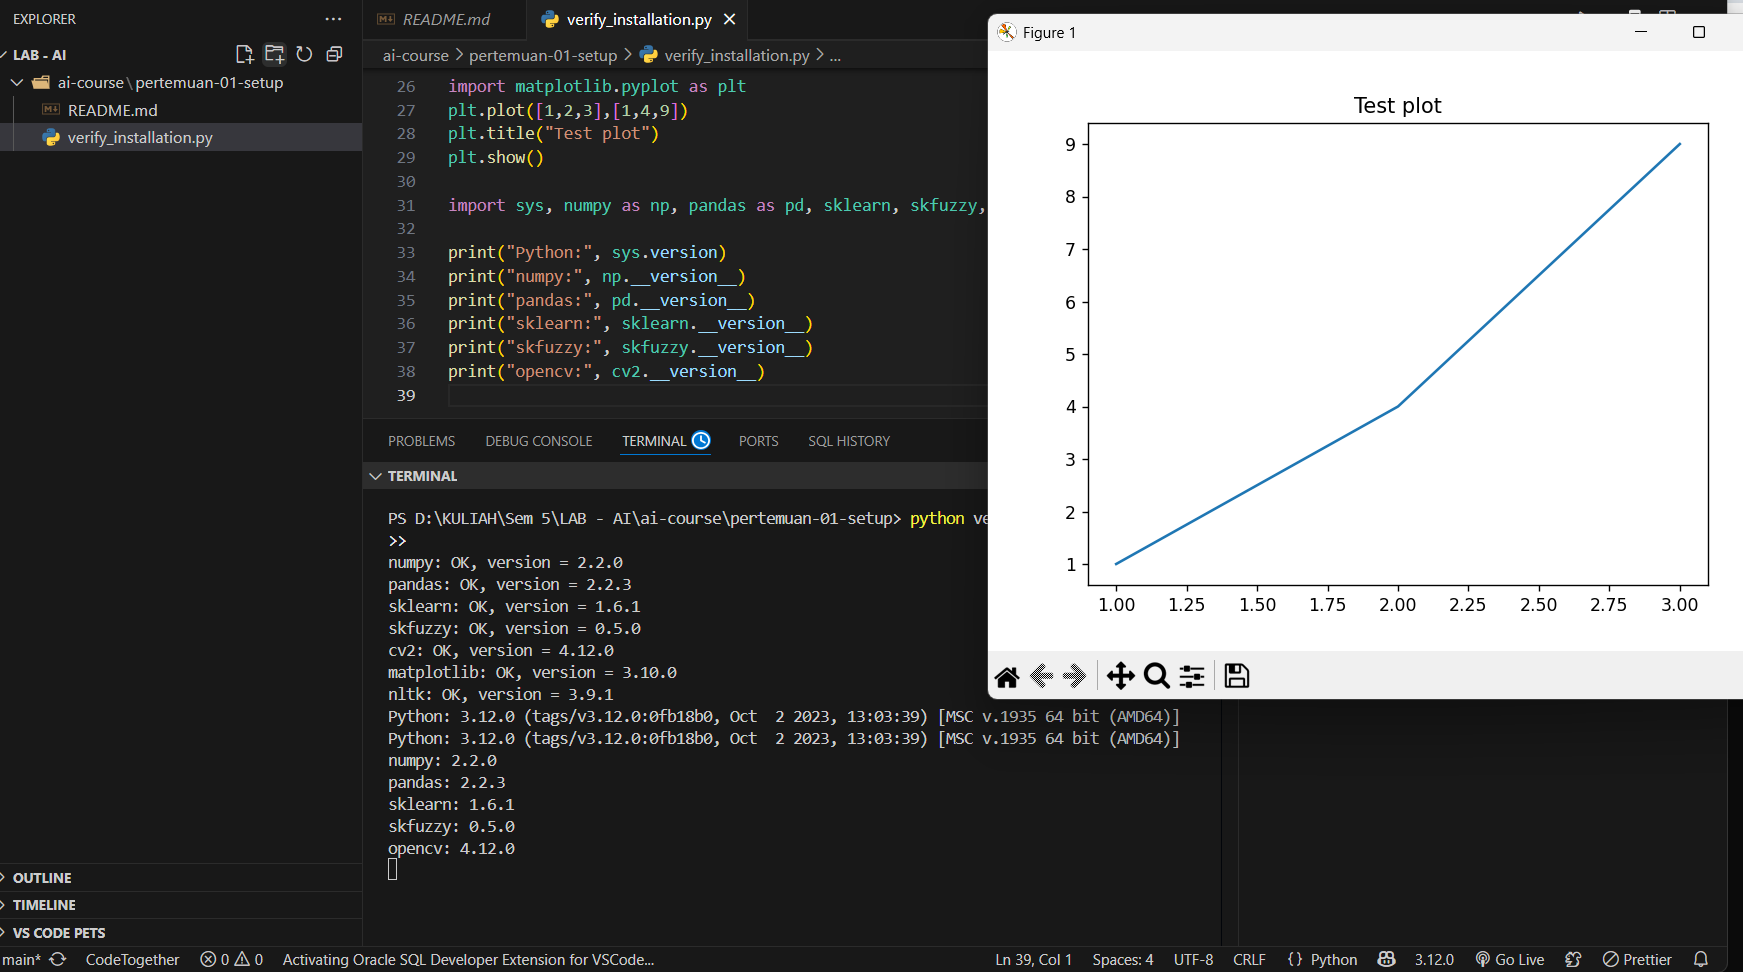 EXPLORER
LAB - AI
ai-course\pertemuan-01-setup
README.md
verify_installation.py
OUTLINE
TIMELINE
VS CODE PETS
README.md
verify_installation.py
ai-course > pertemuan-01-setup > verify_installation.py > ...
26 import matplotlib.pyplot as plt
27 plt.plot([1,2,3],[1,4,9])
28 plt.title("Test plot")
29 plt.show()
30
31 import sys, numpy as np, pandas as pd, sklearn, skfuzzy,
32
33 print("Python:", sys.version)
34 print("numpy:", np.__version__)
35 print("pandas:", pd.__version__)
36 print("sklearn:", sklearn.__version__)
37 print("skfuzzy:", skfuzzy.__version__)
38 print("opencv:", cv2.__version__)
39
PROBLEMS DEBUG CONSOLE TERMINAL PORTS SQL HISTORY
TERMINAL
PS D:\KULIAH\Sem 5\LAB - AI\ai-course\pertemuan-01-setup> python ve
>>
numpy: OK, version = 2.2.0
pandas: OK, version = 2.2.3
sklearn: OK, version = 1.6.1
skfuzzy: OK, version = 0.5.0
cv2: OK, version = 4.12.0
matplotlib: OK, version = 3.10.0
nltk: OK, version = 3.9.1
Python: 3.12.0 (tags/v3.12.0:0fb18b0, Oct  2 2023, 13:03:39) [MSC v.1935 64 bit (AMD64)]
Python: 3.12.0 (tags/v3.12.0:0fb18b0, Oct  2 2023, 13:03:39) [MSC v.1935 64 bit (AMD64)]
numpy: 2.2.0
pandas: 2.2.3
sklearn: 1.6.1
skfuzzy: 0.5.0
opencv: 4.12.0
Figure 1
Test plot
9
8
7
6
5
4
3
2
1
1.00 1.25 1.50 1.75 2.00 2.25 2.50 2.75 3.00
main* CodeTogether 0 0 Activating Oracle SQL Developer Extension for VSCode... Ln 39, Col 1 Spaces: 4 UTF-8 CRLF {} Python 3.12.0 Go Live Prettier